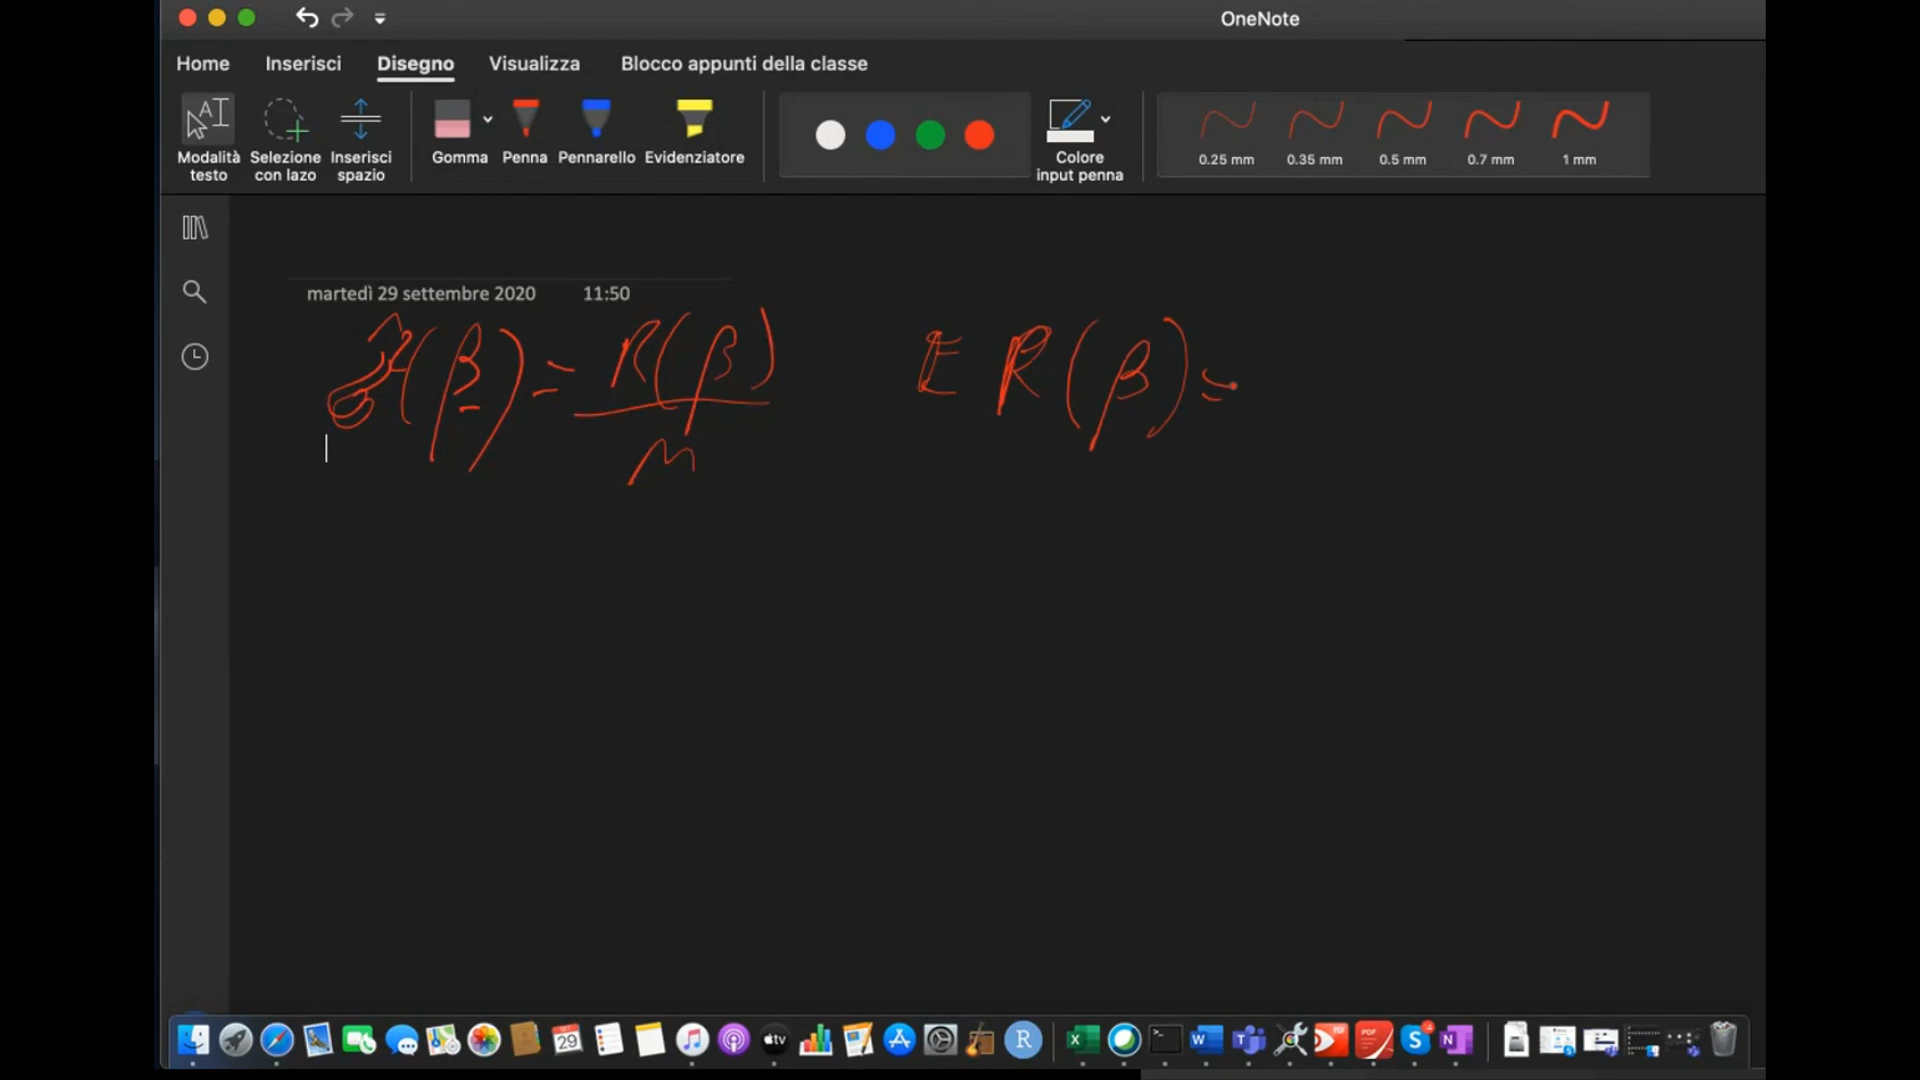 OneNote
Home Inserisci Disegno Visualizza Blocco appunti della classe
Modalità testo
Selezione con lazo
Inserisci spazio
Gomma
Penna
Pennarello
Evidenziatore
Colore input penna
0.25 mm 0.35 mm 0.5 mm 0.7 mm 1 mm
martedì 29 settembre 2020 11:50
(β) = R(β) E R(β) =